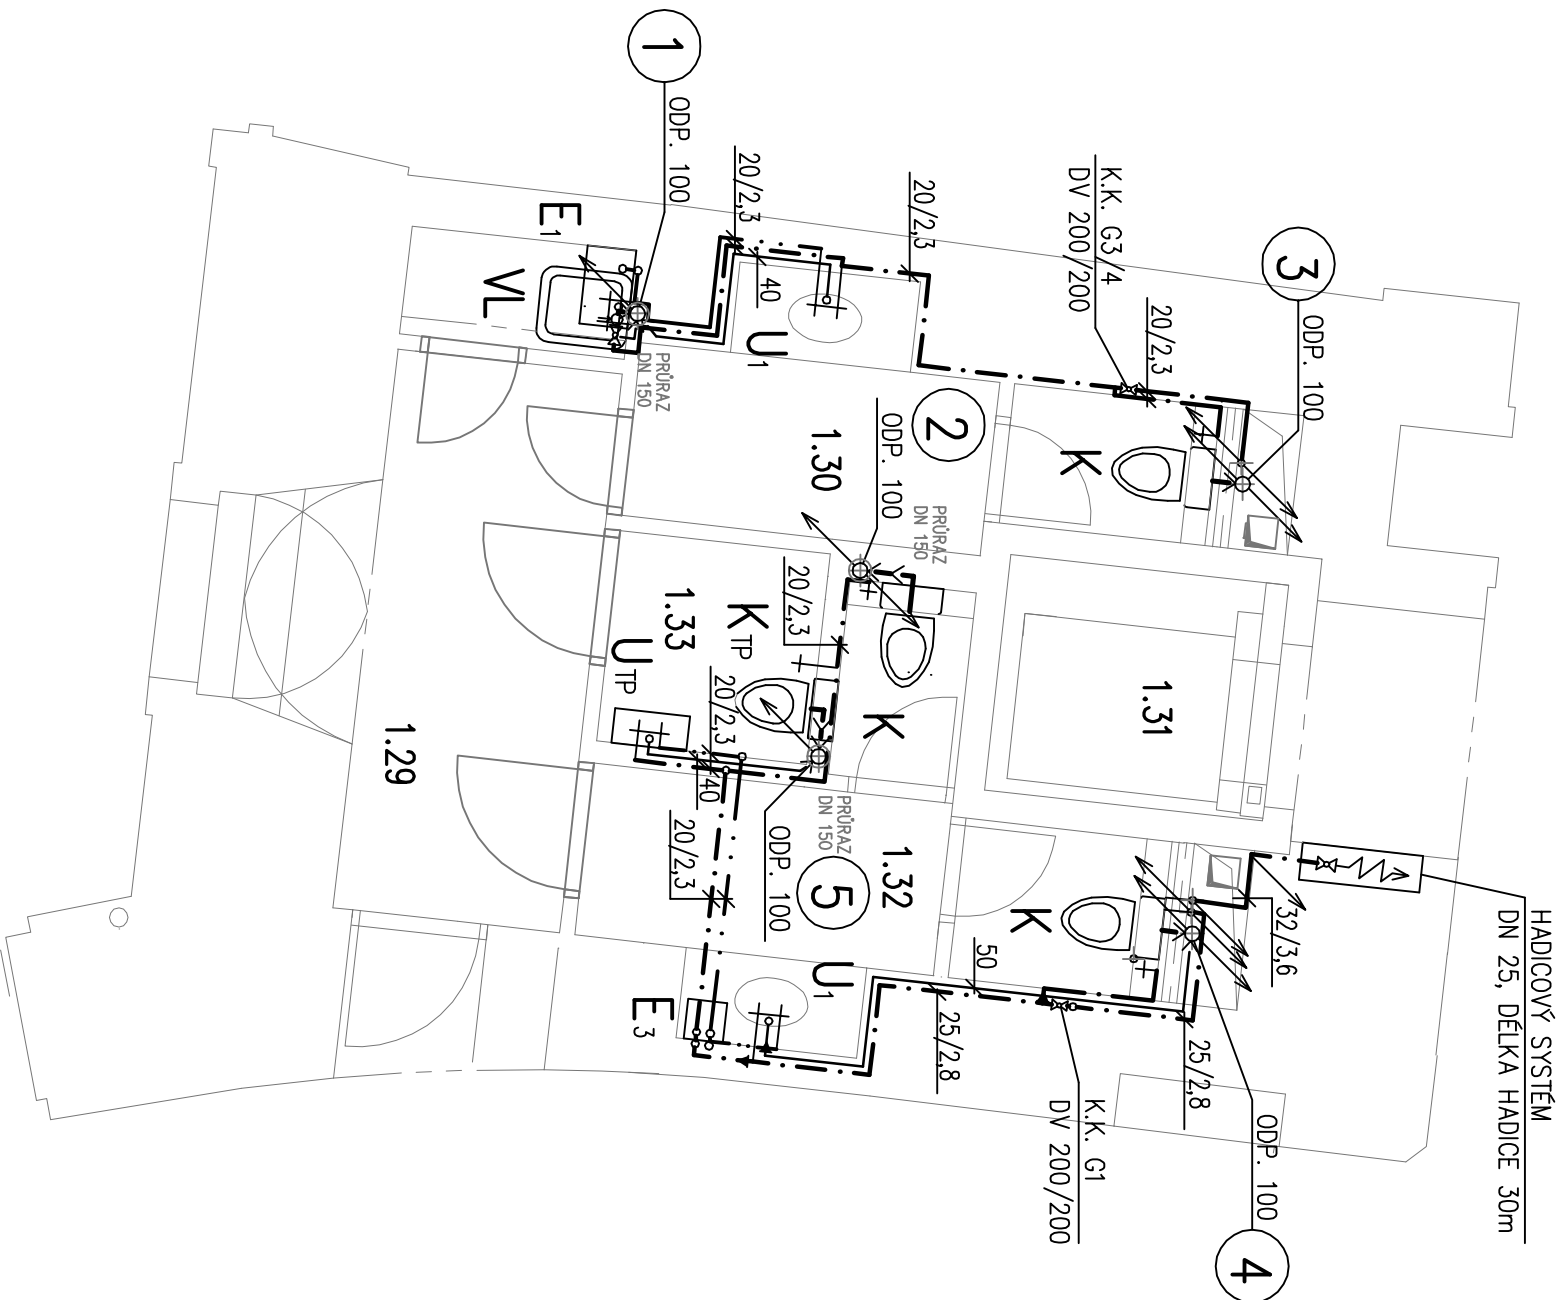 HADICOVÝ SYSTÉM
DN 25, DÉLKA HADICE 30m
3
ODP. 100
K.K. G3/4
DV 200/200
20/2,3
20/2,3
20/2,3
40
1
ODP. 100
E1
VL
U1
PRŮRAZ
DN 150
K
2
ODP. 100
1.30
PRŮRAZ
DN 150
1.31
20/2,3
K
KTP
1.33
UTP
20/2,3
40
1.29
PRŮRAZ
DN 150
5
ODP. 100
1.32
20/2,3
K
32/3,6
50
U1
E3
25/2,8
25/2,8
K.K. G1
DV 200/200
ODP. 100
4